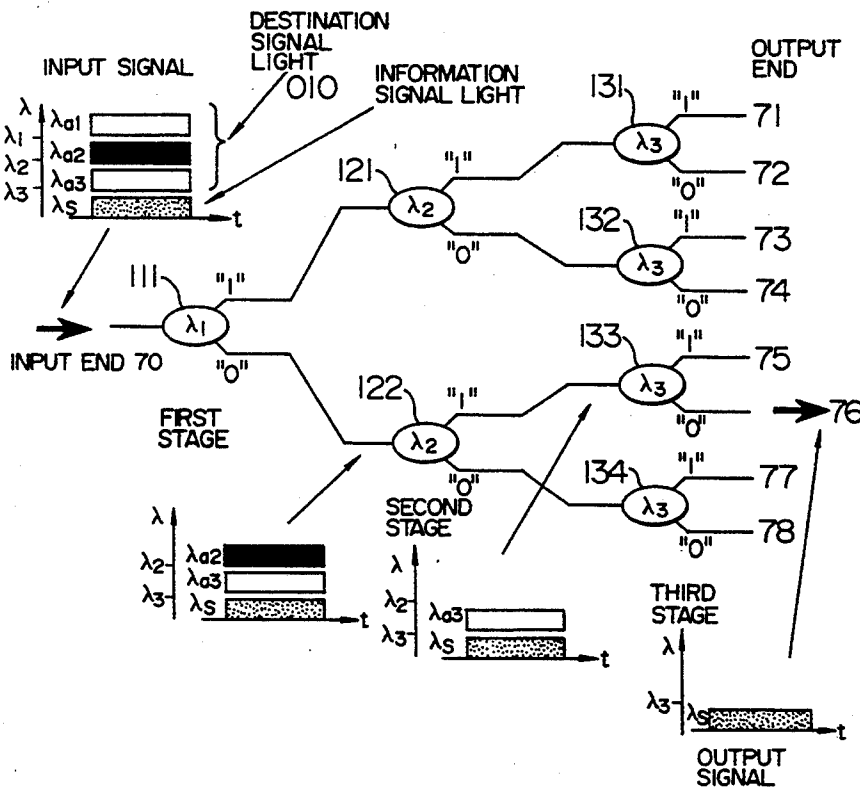 DESTINATION
SIGNAL
LIGHT
010
INPUT SIGNAL
INFORMATION
SIGNAL LIGHT
OUTPUT
END
λ
λ1
λ2
λ3
λa1
λa2
λa3
λS
t
131
λ3
"1"
71
"0"
72
121
λ2
"1"
"0"
132
λ3
"1"
73
"0"
74
111
λ1
"1"
"0"
INPUT END 70
133
λ3
"1"
75
"0"
76
122
λ2
"1"
"0"
134
λ3
"1"
77
"0"
78
FIRST
STAGE
λ
λ2
λ3
λa2
λa3
λS
t
SECOND
STAGE
λ
λ2
λ3
λa3
λS
t
THIRD
STAGE
λ
λ3
λS
t
OUTPUT
SIGNAL